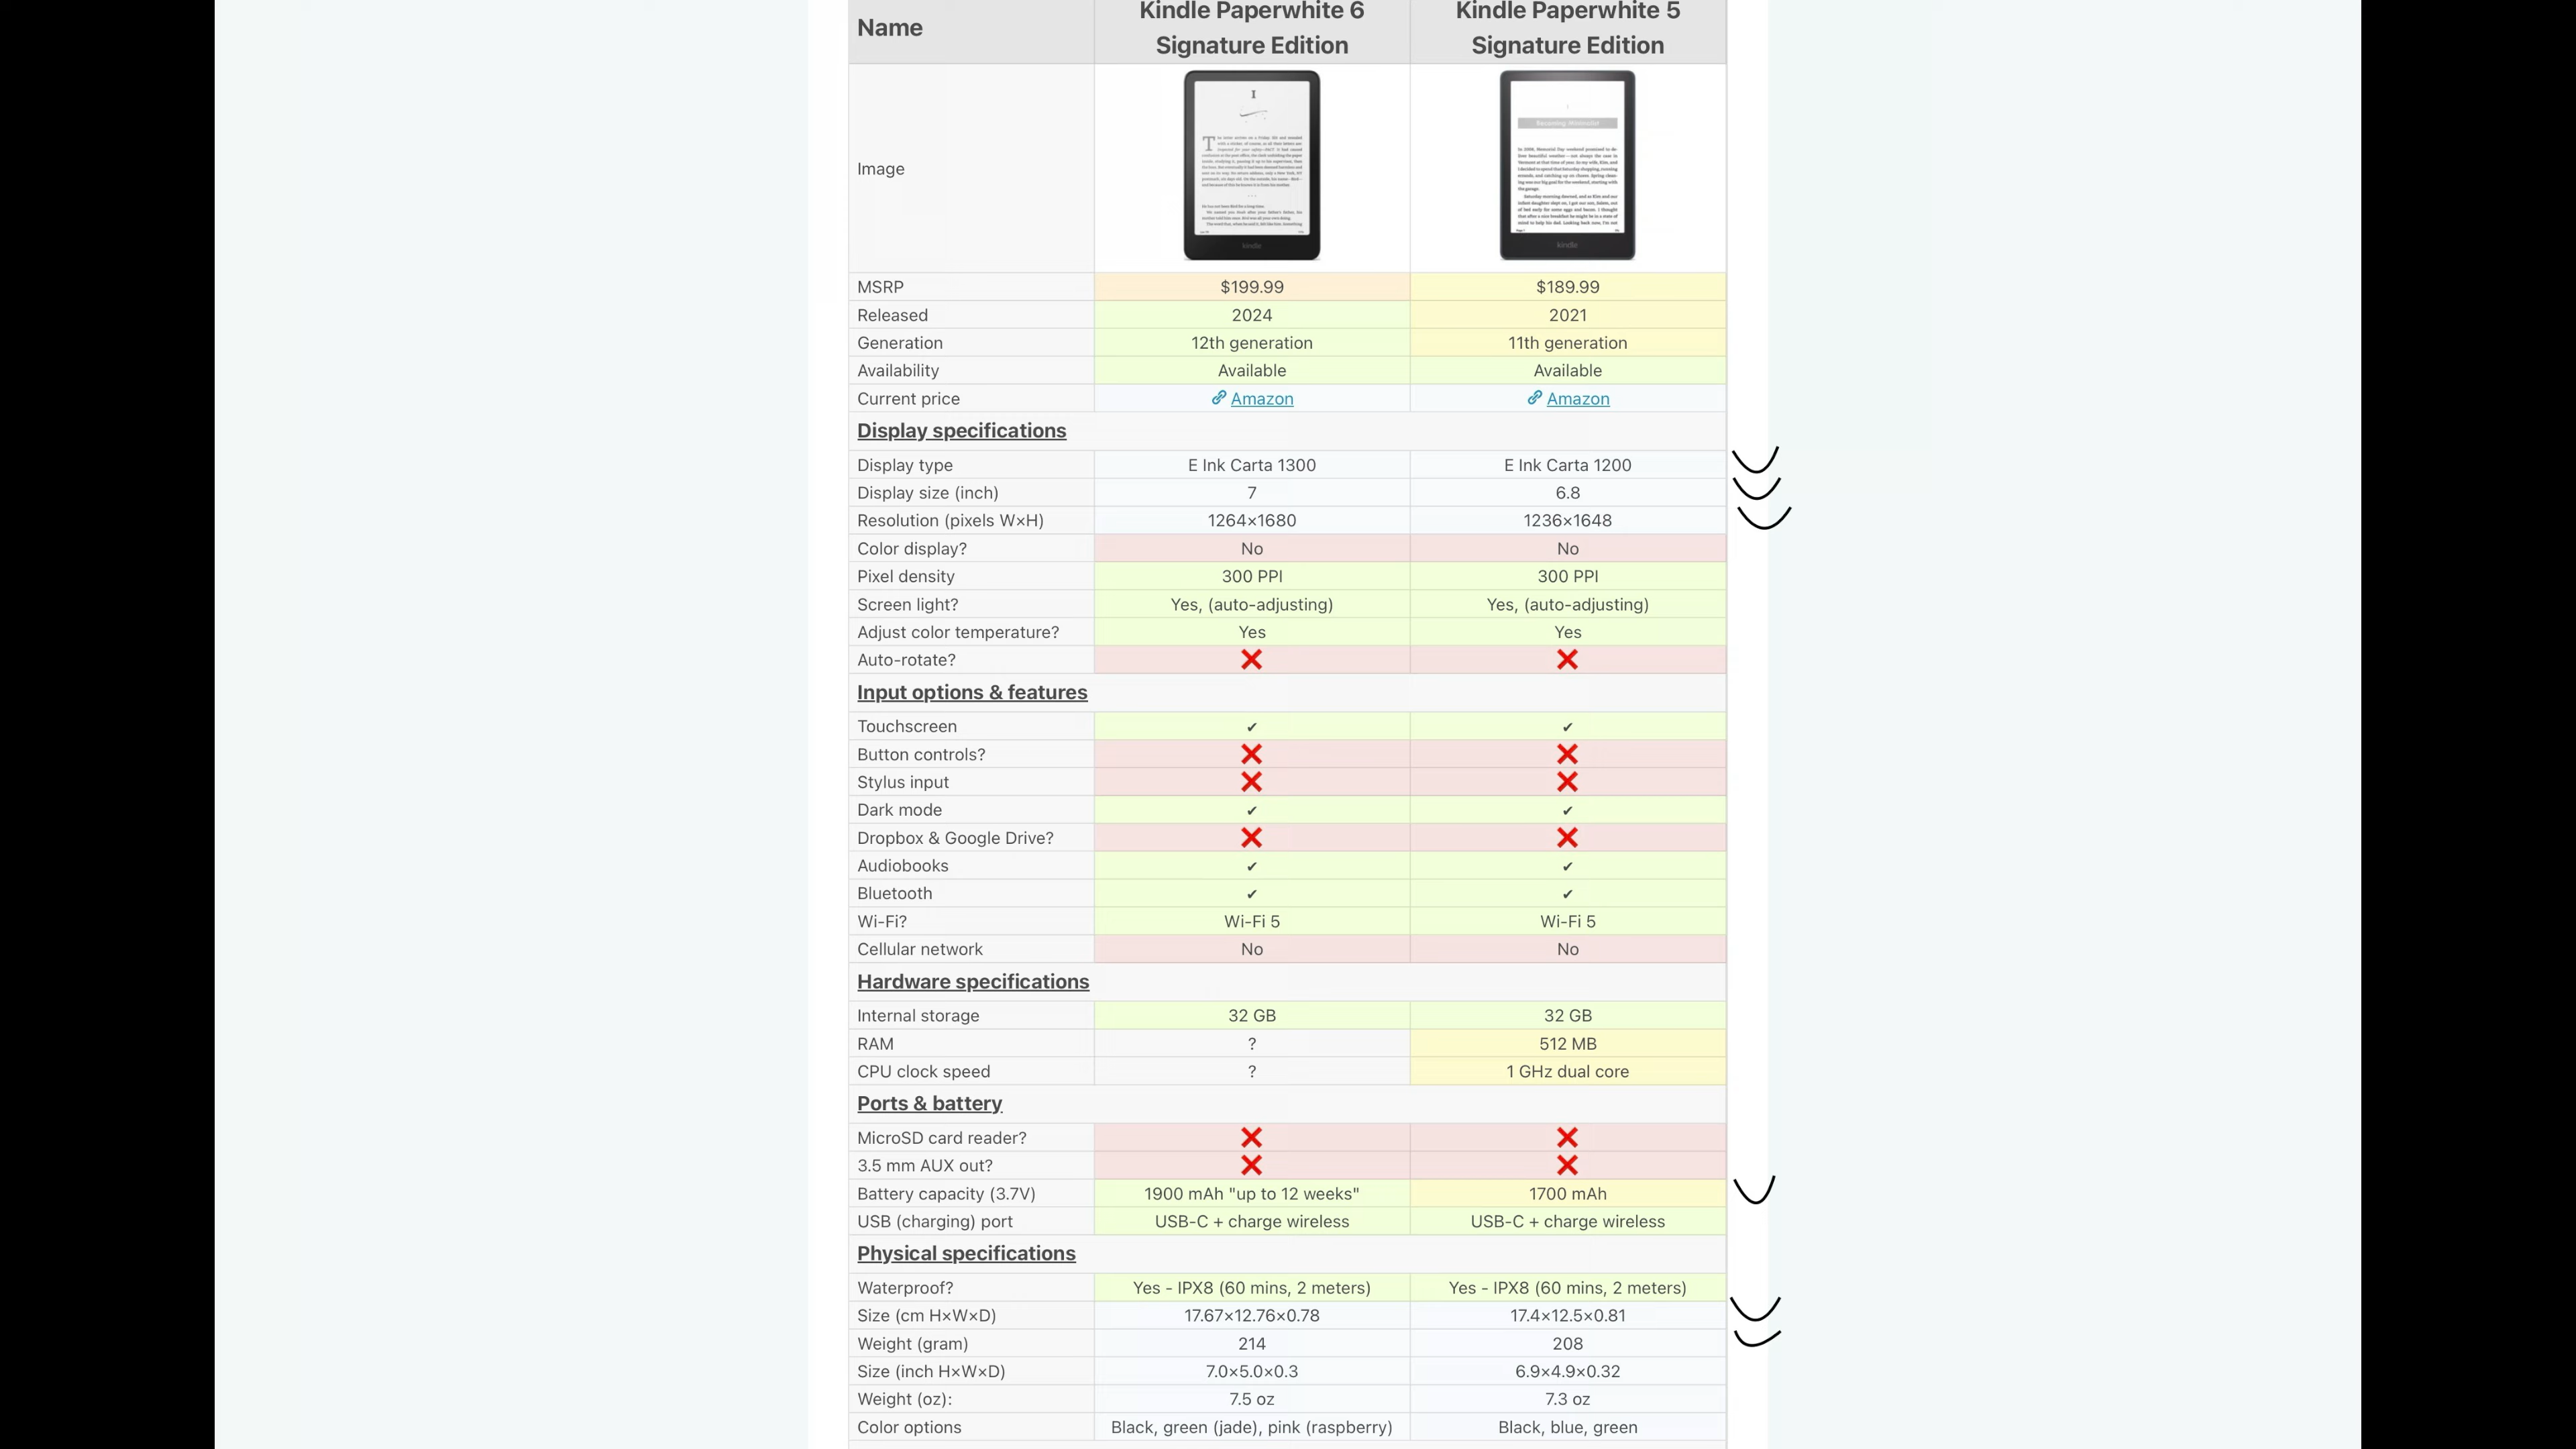 Name Kindle Paperwhite 6 Signature Edition Kindle Paperwhite 5 Signature Edition
Image
I
kindle
Becoming Minimalist
kindle
MSRP $199.99 $189.99
Released 2024 2021
Generation 12th generation 11th generation
Availability Available Available
Current price Amazon Amazon
Display specifications
Display type E Ink Carta 1300 E Ink Carta 1200
Display size (inch) 7 6.8
Resolution (pixels W×H) 1264×1680 1236×1648
Color display? No No
Pixel density 300 PPI 300 PPI
Screen light? Yes, (auto-adjusting) Yes, (auto-adjusting)
Adjust color temperature? Yes Yes
Auto-rotate? ❌ ❌
Input options & features
Touchscreen ✔ ✔
Button controls? ❌ ❌
Stylus input ❌ ❌
Dark mode ✔ ✔
Dropbox & Google Drive? ❌ ❌
Audiobooks ✔ ✔
Bluetooth ✔ ✔
Wi-Fi? Wi-Fi 5 Wi-Fi 5
Cellular network No No
Hardware specifications
Internal storage 32 GB 32 GB
RAM ? 512 MB
CPU clock speed ? 1 GHz dual core
Ports & battery
MicroSD card reader? ❌ ❌
3.5 mm AUX out? ❌ ❌
Battery capacity (3.7V) 1900 mAh "up to 12 weeks" 1700 mAh
USB (charging) port USB-C + charge wireless USB-C + charge wireless
Physical specifications
Waterproof? Yes - IPX8 (60 mins, 2 meters) Yes - IPX8 (60 mins, 2 meters)
Size (cm H×W×D) 17.67×12.76×0.78 17.4×12.5×0.81
Weight (gram) 214 208
Size (inch H×W×D) 7.0×5.0×0.3 6.9×4.9×0.32
Weight (oz): 7.5 oz 7.3 oz
Color options Black, green (jade), pink (raspberry) Black, blue, green